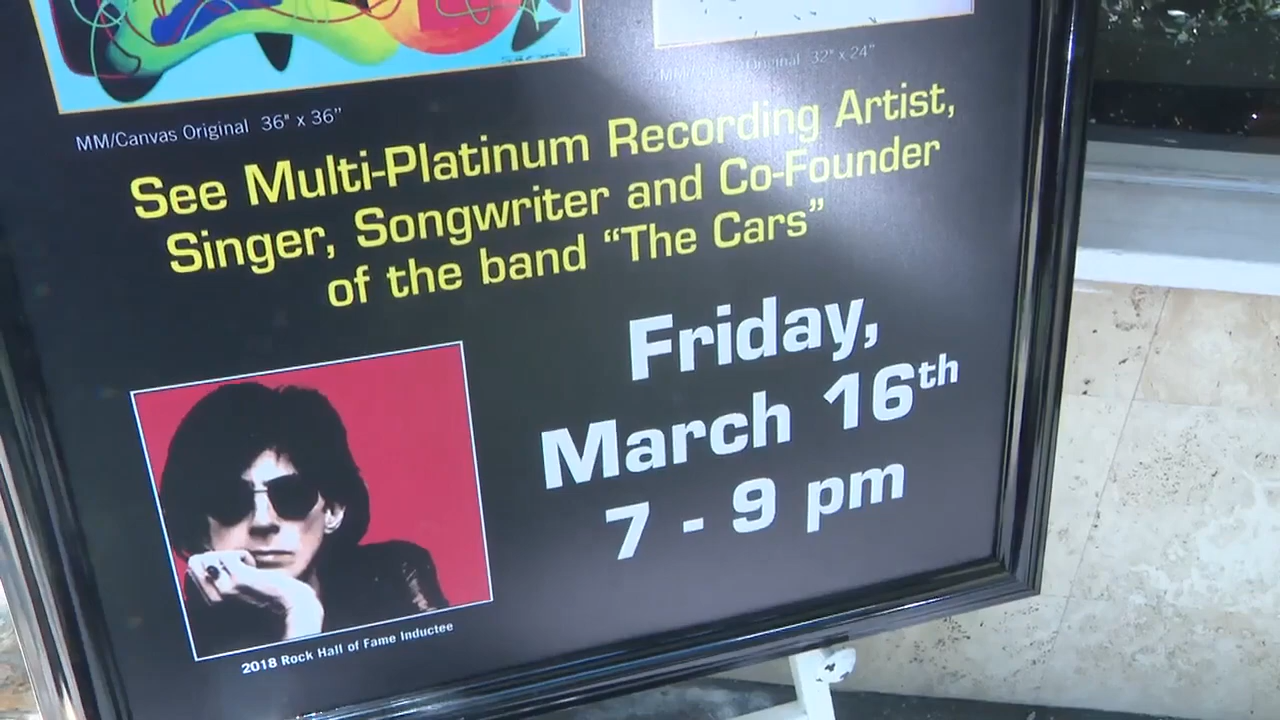 MM/Canvas Original 36" x 36"
32" x 24"
See Multi-Platinum Recording Artist,
Singer, Songwriter and Co-Founder
of the band “The Cars”
Friday,
March 16th
7 - 9 pm
2018 Rock Hall of Fame Inductee